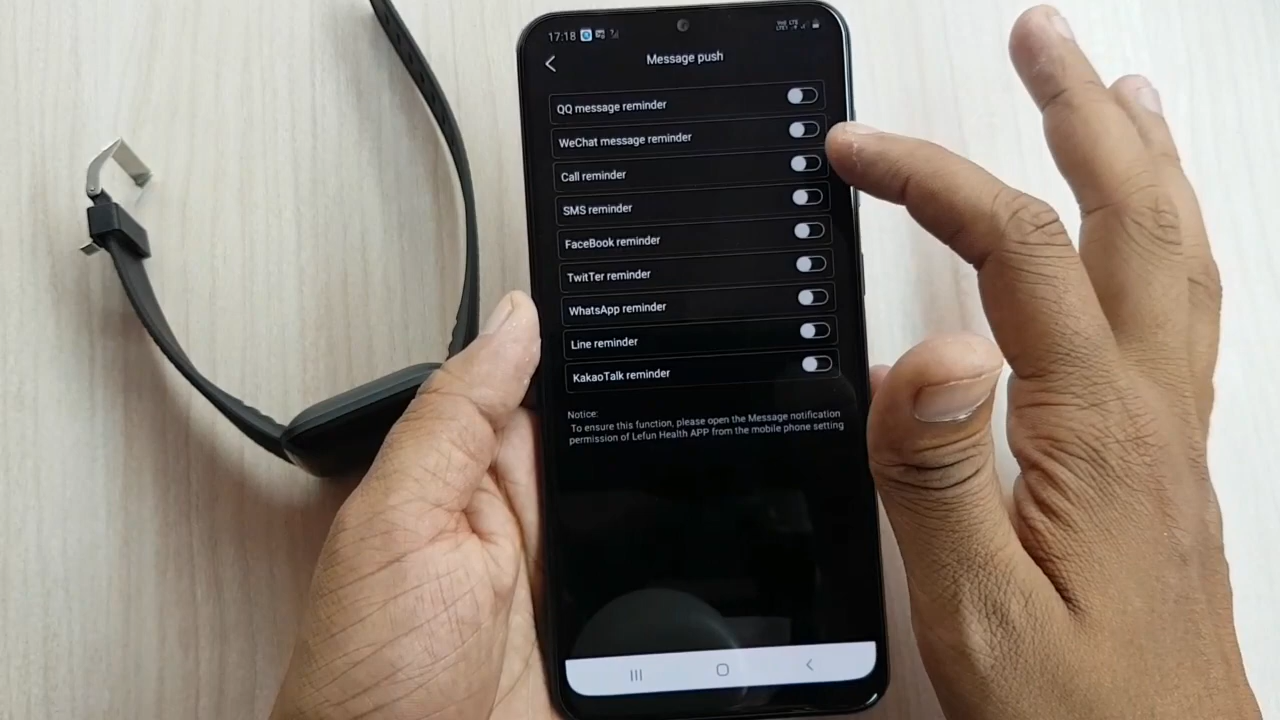 17:18
Message push
QQ message reminder
WeChat message reminder
Call reminder
SMS reminder
FaceBook reminder
TwitTer reminder
WhatsApp reminder
Line reminder
KakaoTalk reminder
Notice:
To ensure this function, please open the Message notification
permission of Lefun Health APP from the mobile phone setting